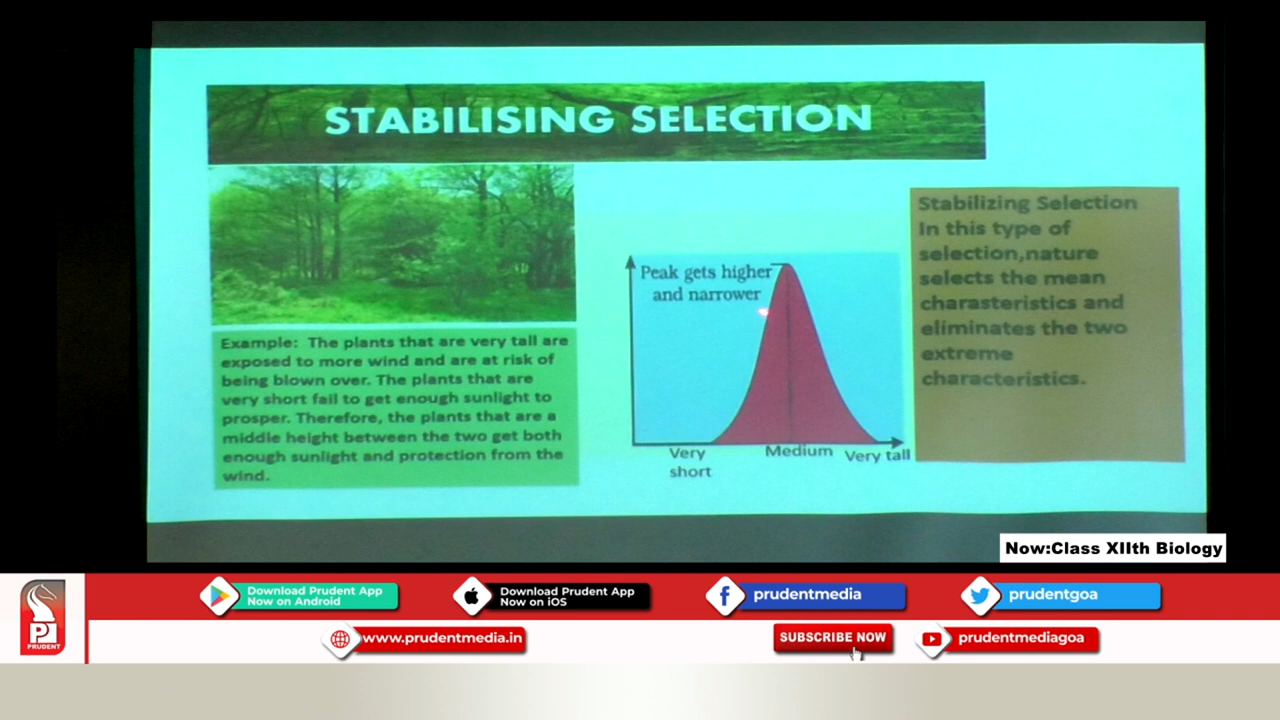 STABILISING SELECTION
Example: The plants that are very tall are
exposed to more wind and are at risk of
being blown over. The plants that are
very short fail to get enough sunlight to
prosper. Therefore, the plants that are a
middle height between the two get both
enough sunlight and protection from the
wind.
Peak gets higher
and narrower
Very
short
Medium
Very tall
Stabilizing Selection
In this type of
selection,nature
selects the mean
charasteristics and
eliminates the two
extreme
characteristics.
Now:Class XIIth Biology
PRUDENT
Download Prudent App
Now on Android
Download Prudent App
Now on iOS
prudentmedia
prudentgoa
www.prudentmedia.in
SUBSCRIBE NOW
prudentmediagoa